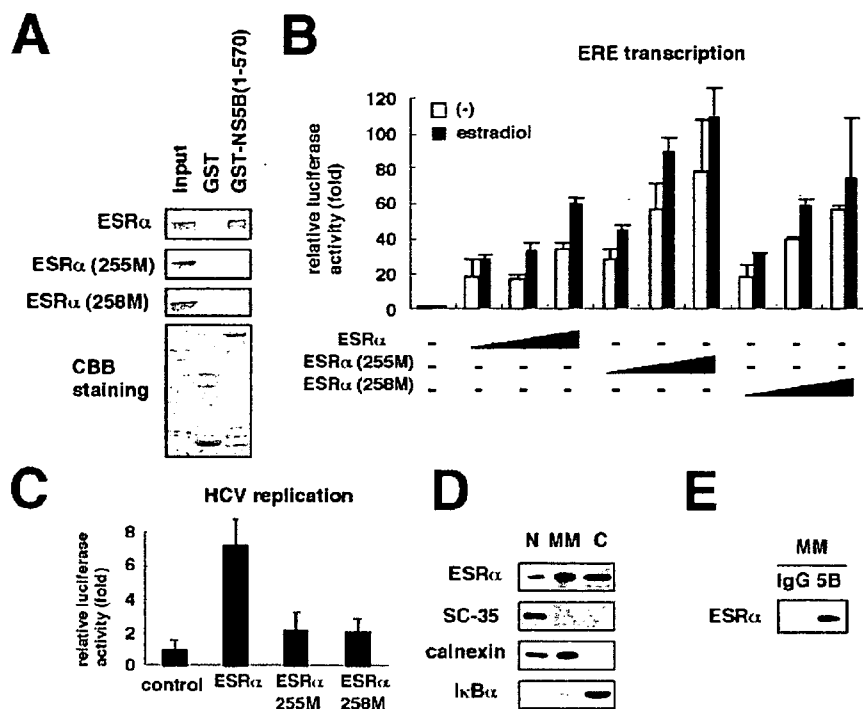 A
Input
GST
GST-NS5B(1-570)
ESRα
ESRα (255M)
ESRα (258M)
CBB
staining
B
ERE transcription
relative luciferase
activity (fold)
120
100
80
60
40
20
0
(-)
estradiol
ESRα - - - - - - -
ESRα (255M) - - - - - - -
ESRα (258M) - - - - - - -
C
HCV replication
relative luciferase
activity (fold)
8
6
4
2
0
control
ESRα
ESRα
255M
ESRα
258M
D
N MM C
ESRα
SC-35
calnexin
IκBα
E
MM
IgG 5B
ESRα